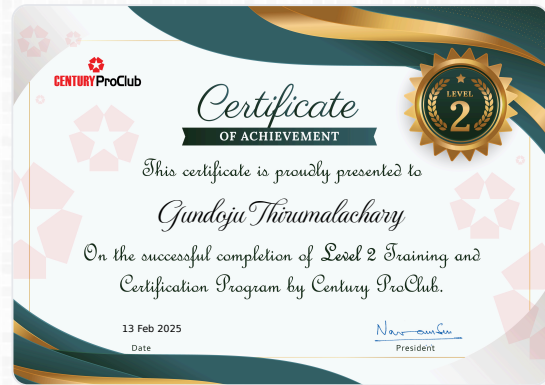 CENTURY ProClub
Certificate
OF ACHIEVEMENT
LEVEL
2
This certificate is proudly presented to
Gundoju Thirumalachary
On the successful completion of Level 2 Training and
Certification Program by Century ProClub.
13 Feb 2025
Date
President